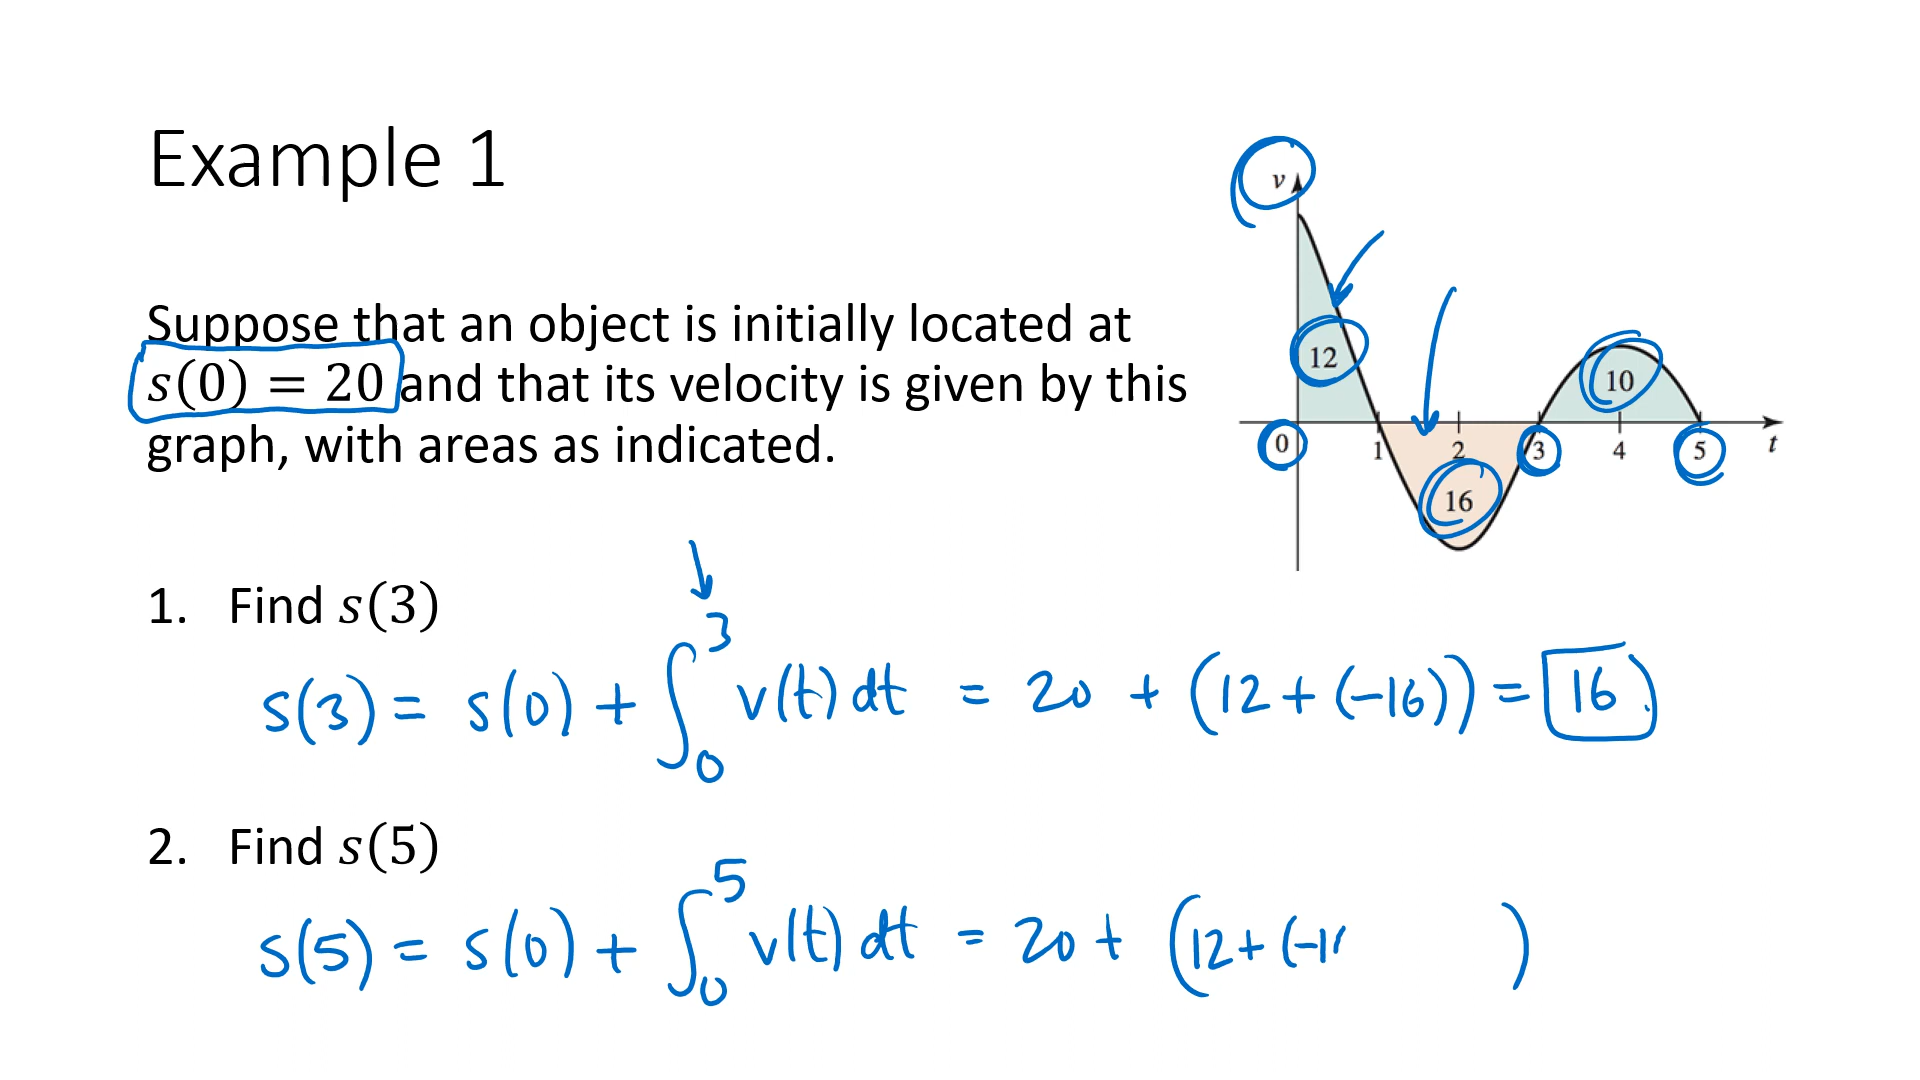 Example 1
Suppose that an object is initially located at
s(0) = 20 and that its velocity is given by this
graph, with areas as indicated.
v
12
10
0 1 2 3 4 5 t
16
1. Find s(3)
s(3) = s(0) + ∫₀³ v(t) dt = 20 + (12 + (-16)) = 16
2. Find s(5)
s(5) = s(0) + ∫₀⁵ v(t) dt = 20 + (12 + (-1 )